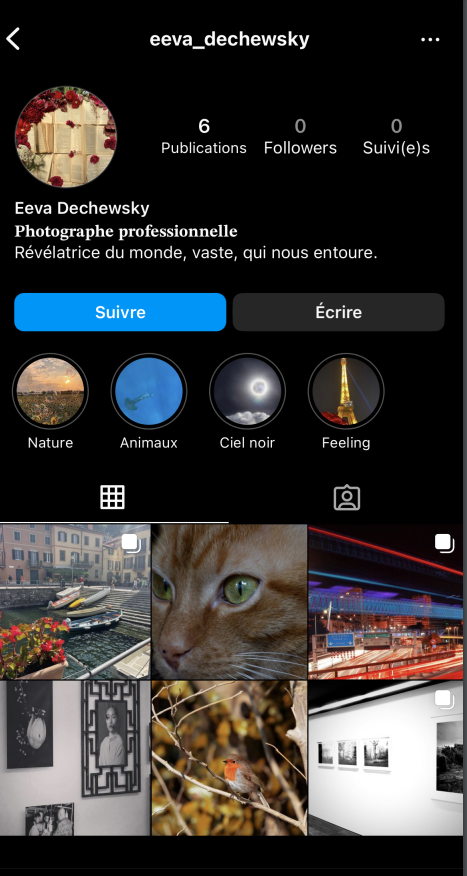 eeva_dechewsky
6 0 0
Publications Followers Suivi(e)s
Eeva Dechewsky
Photographe professionnelle
Révélatrice du monde, vaste, qui nous entoure.
Suivre Écrire
Nature Animaux Ciel noir Feeling